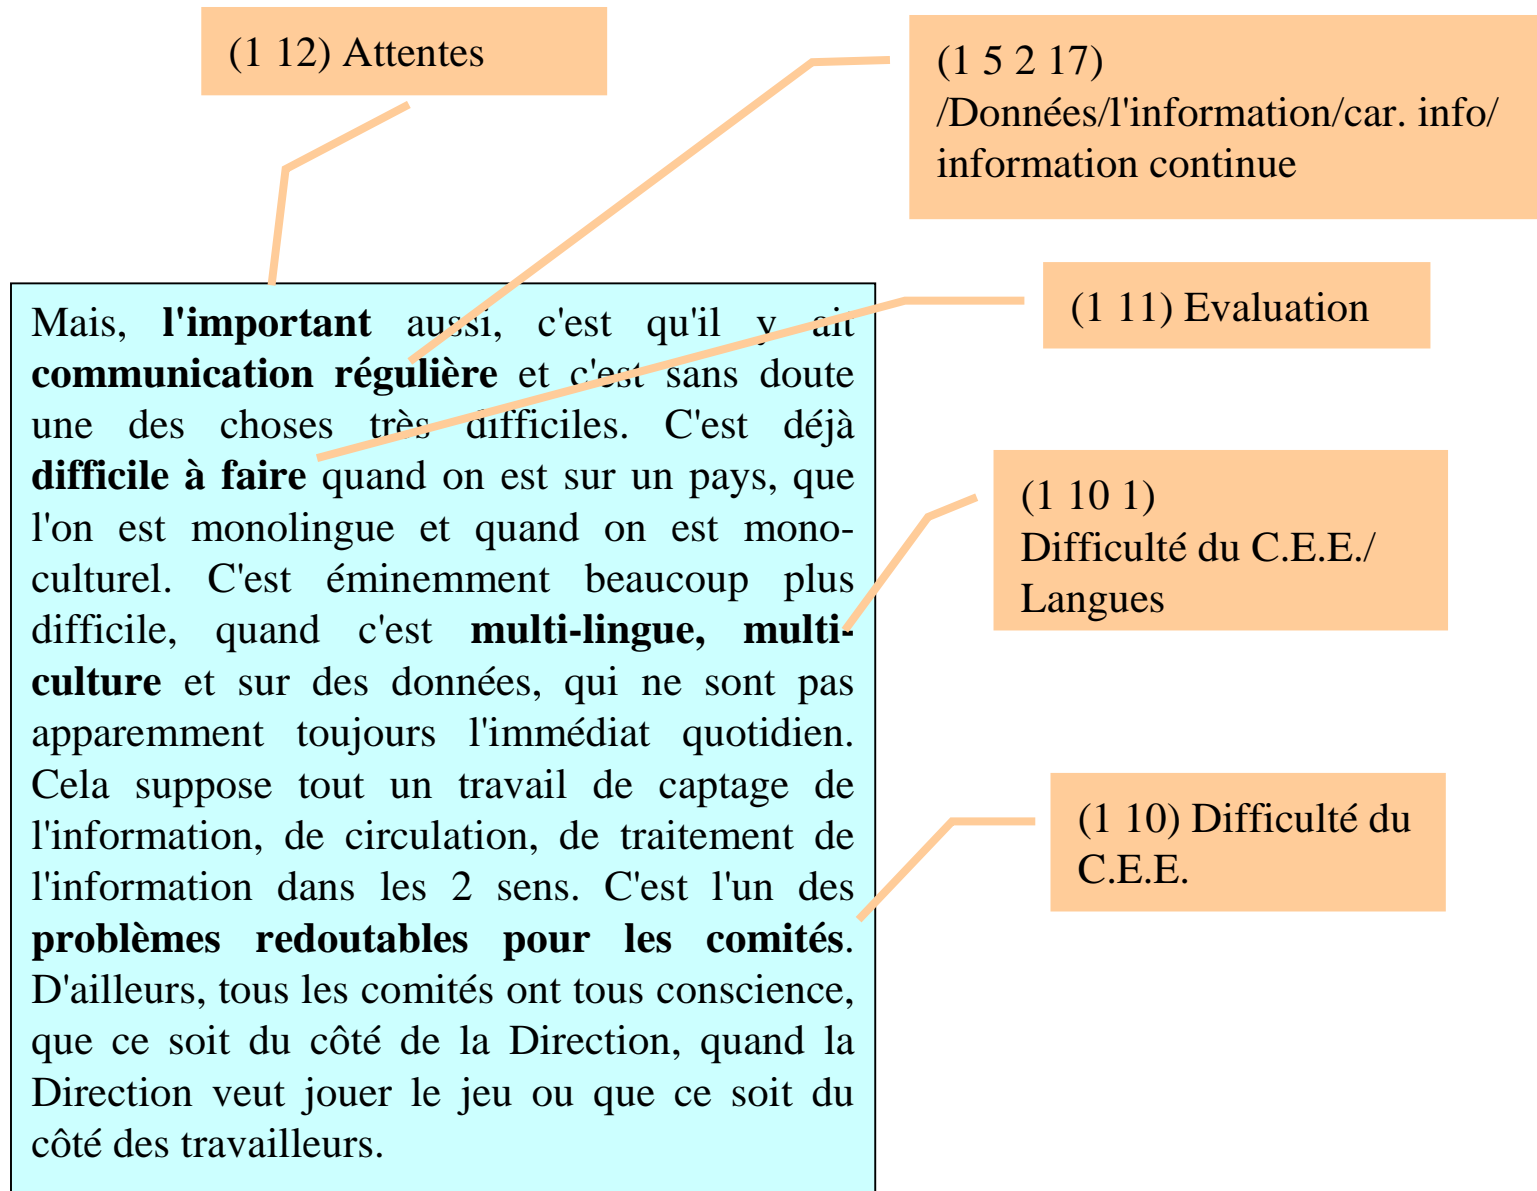 (1 12) Attentes
(1 5 2 17)
/Données/l'information/car. info/
information continue
(1 11) Evaluation
Mais, l'important aussi, c'est qu'il y ait
communication régulière et c'est sans doute
une des choses très difficiles. C'est déjà
difficile à faire quand on est sur un pays, que
l'on est monolingue et quand on est mono-
culturel. C'est éminemment beaucoup plus
difficile, quand c'est multi-lingue, multi-
culture et sur des données, qui ne sont pas
apparemment toujours l'immédiat quotidien.
Cela suppose tout un travail de captage de
l'information, de circulation, de traitement de
l'information dans les 2 sens. C'est l'un des
problèmes redoutables pour les comités.
D'ailleurs, tous les comités ont tous conscience,
que ce soit du côté de la Direction, quand la
Direction veut jouer le jeu ou que ce soit du
côté des travailleurs.
(1 10 1)
Difficulté du C.E.E./
Langues
(1 10) Difficulté du
C.E.E.